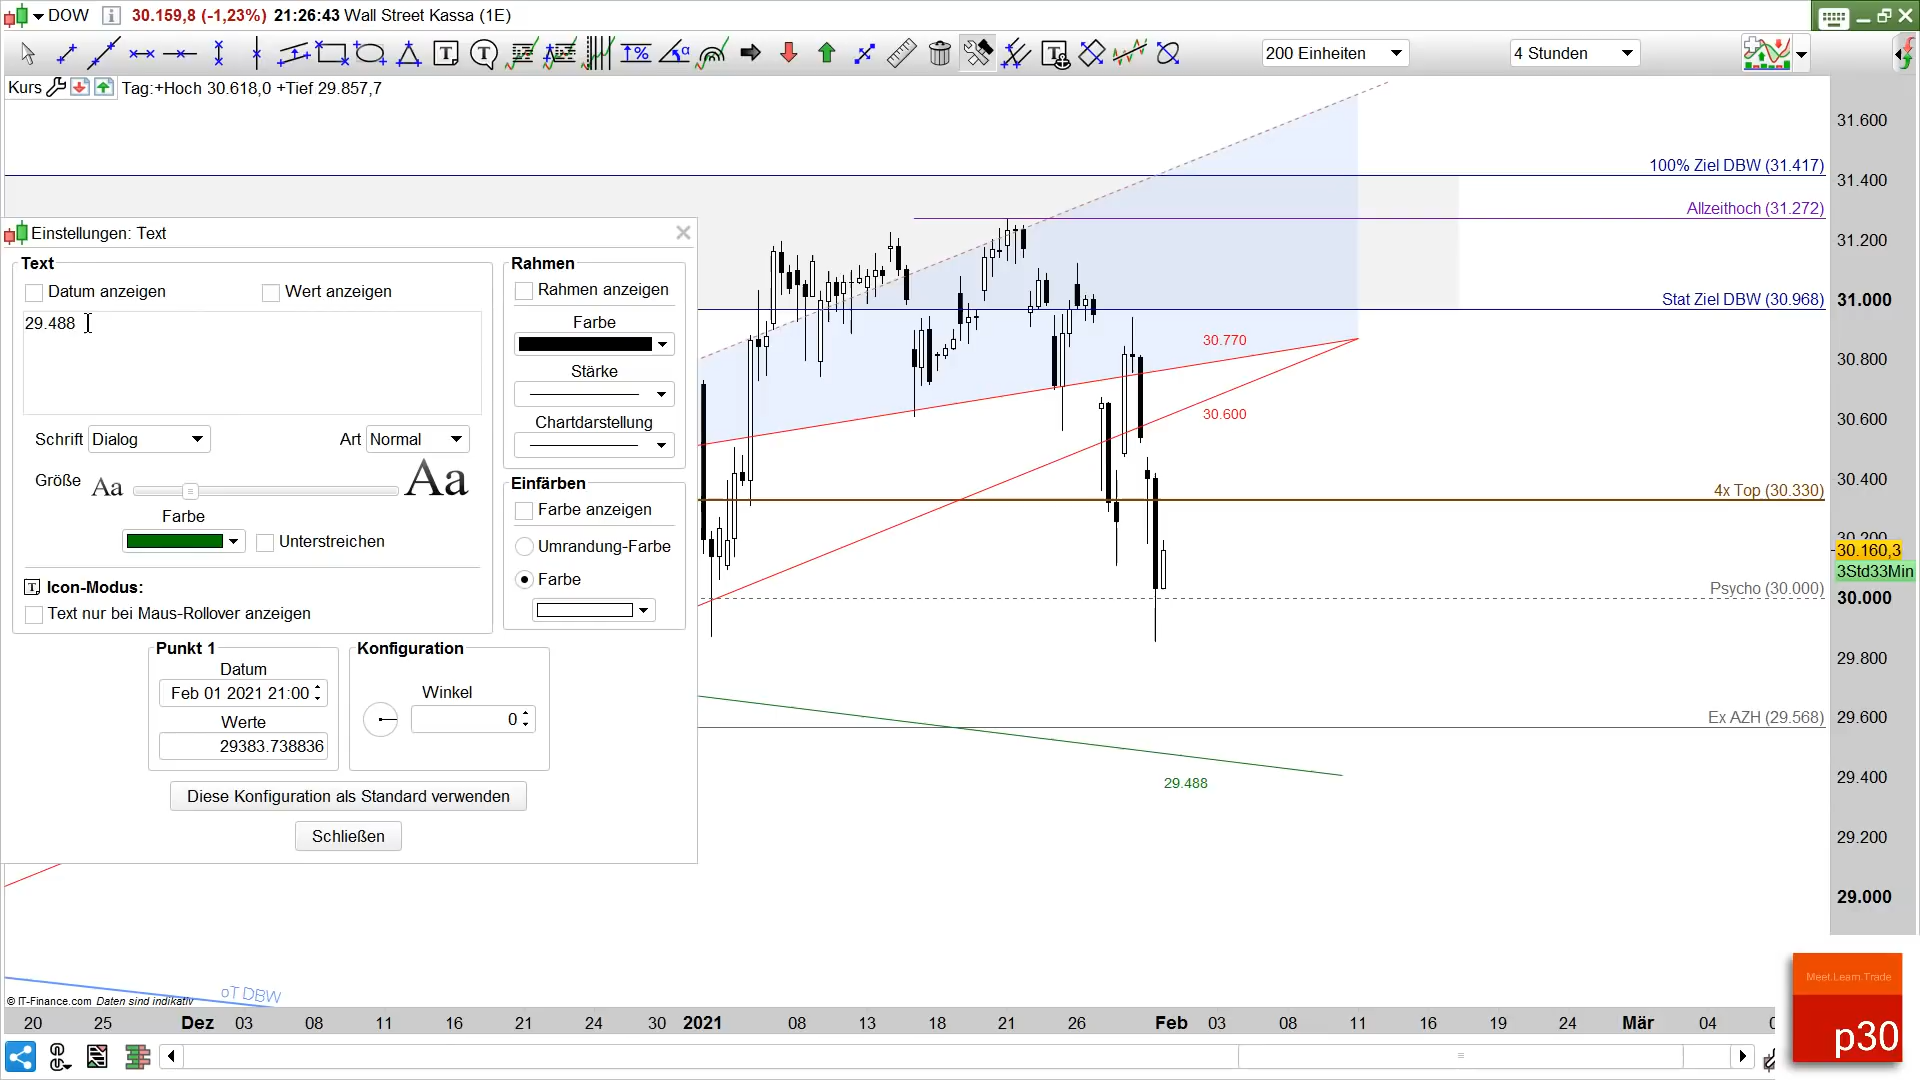 DOW
30.159,8 (-1,23%) 21:26:43 Wall Street Kassa (1E)
200 Einheiten
4 Stunden
Kurs
Tag:+Hoch 30.618,0 +Tief 29.857,7
31.600
100% Ziel DBW (31.417)
31.400
Allzeithoch (31.272)
31.200
Stat Ziel DBW (30.968)
31.000
30.770
30.800
30.600
30.600
30.400
4x Top (30.330)
30.200
30.160,3
3Std33Min
Psycho (30.000)
30.000
29.800
Ex AZH (29.568)
29.600
29.400
29.488
29.200
29.000
Einstellungen: Text
Text
Datum anzeigen
Wert anzeigen
29.488
Schrift
Dialog
Art
Normal
Größe
Aa
Aa
Farbe
Unterstreichen
Icon-Modus:
Text nur bei Maus-Rollover anzeigen
Rahmen
Rahmen anzeigen
Farbe
Stärke
Chartdarstellung
Einfärben
Farbe anzeigen
Umrandung-Farbe
Farbe
Punkt 1
Datum
Feb 01 2021 21:00
Werte
29383.738836
Konfiguration
Winkel
0
Diese Konfiguration als Standard verwenden
Schließen
oT DBW
© IT-Finance.com Daten sind indikativ
20 25 Dez 03 08 11 16 21 24 30 2021 08 13 18 21 26 Feb 03 08 11 16 19 24 Mär 04
Meet.Learn.Trade
p30